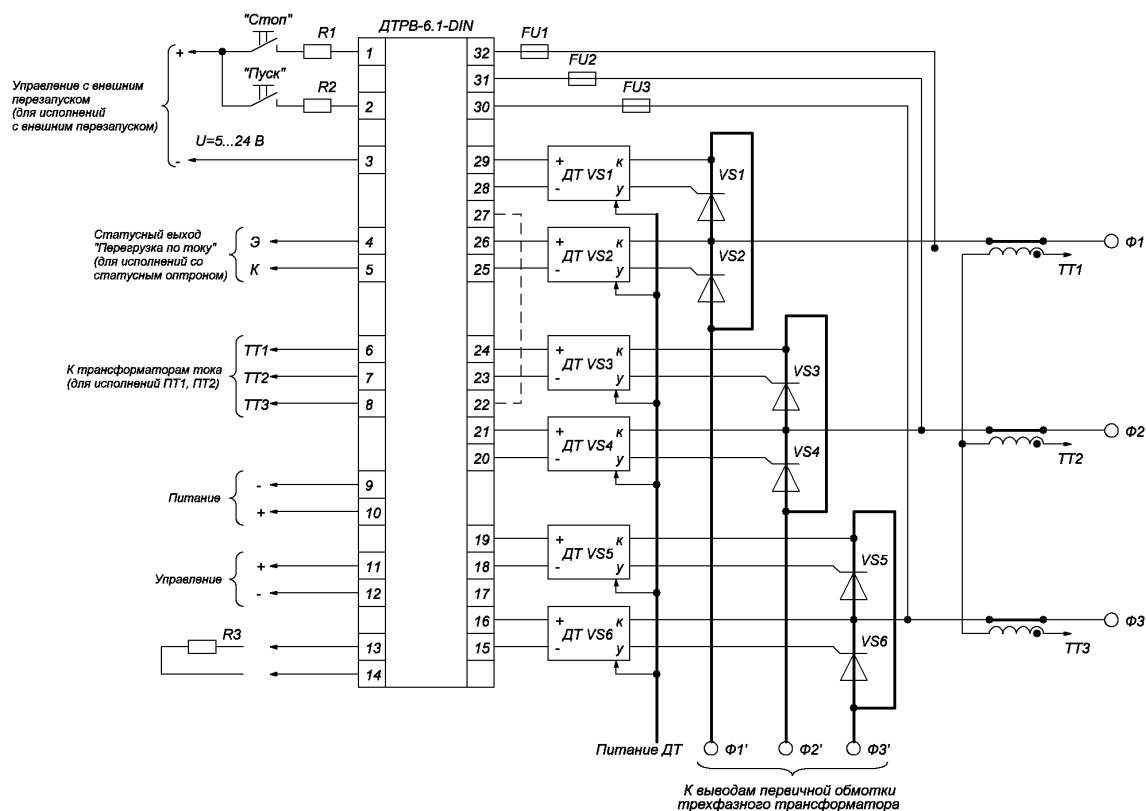 "Стоп"
R1
ДТРВ-6.1-DIN
FU1
+
1
32
FU2
31
"Пуск"
R2
FU3
2
30
Управление с внешним
перезапуском
(для исполнений
с внешним перезапуском)
U=5...24 В
-
3
29
+
к
ДТ VS1
28
-
у
VS1
27
Статусный выход
"Перегрузка по току"
(для исполнений со
статусным оптроном)
Э
4
26
+
к
ДТ VS2
К
5
25
-
у
VS2
Ф1
ТТ1
К трансформаторам тока
(для исполнений ПТ1, ПТ2)
ТТ1
6
24
+
к
ДТ VS3
ТТ2
7
23
-
у
VS3
ТТ3
8
22
21
+
к
ДТ VS4
20
-
у
VS4
Ф2
ТТ2
Питание
-
9
+
10
19
+
к
ДТ VS5
Управление
+
11
18
-
у
VS5
-
12
17
16
+
к
ДТ VS6
R3
13
15
-
у
VS6
Ф3
ТТ3
14
Питание ДТ
Ф1'
Ф2'
Ф3'
К выводам первичной обмотки
трехфазного трансформатора